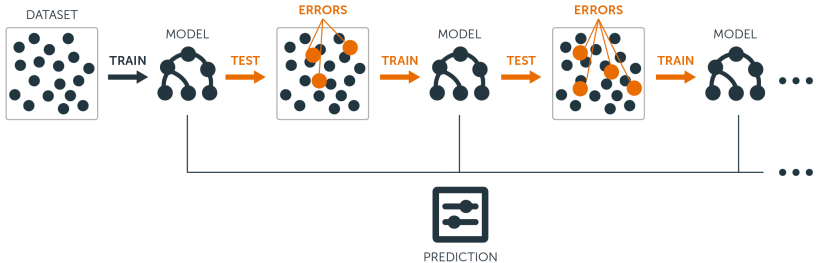 DATASET
MODEL
ERRORS
MODEL
ERRORS
MODEL
TRAIN
TEST
TRAIN
TEST
TRAIN
PREDICTION